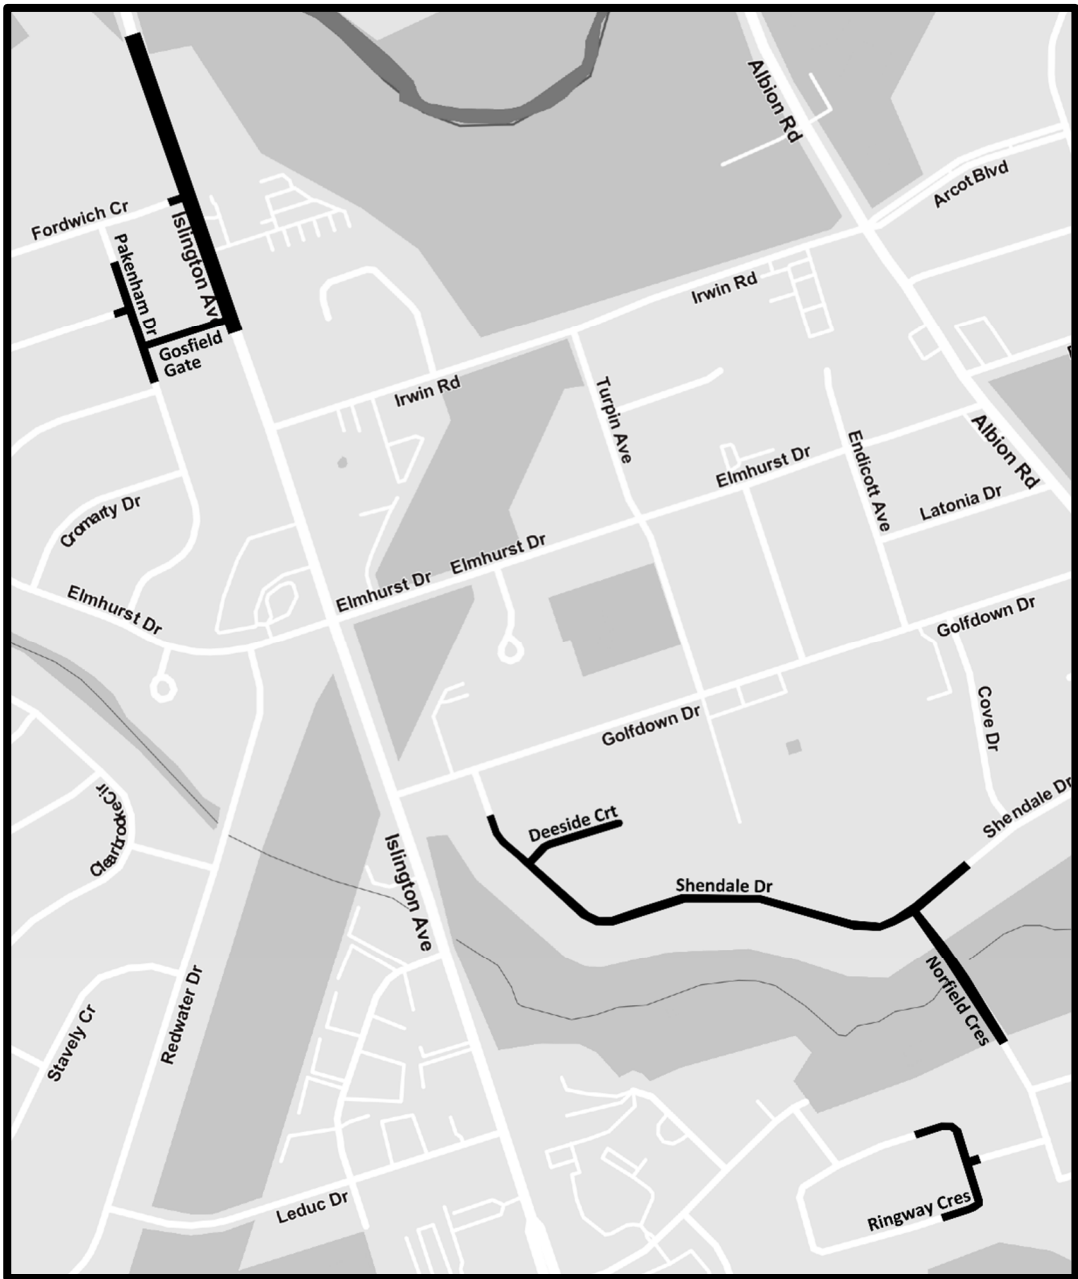 Albion Rd
Arcot Blvd
Fordwich Cr
Islington Av
Pakenham Dr
Irwin Rd
Gosfield
Gate
Irwin Rd
Turpin Ave
Albion Rd
Endicott Ave
Elmhurst Dr
Latonia Dr
Cromarty Dr
Elmhurst Dr
Elmhurst Dr
Elmhurst Dr
Golfdown Dr
Golfdown Dr
Cove Dr
Clearbrooke Cir
Deeside Crt
Shendale Dr
Islington Ave
Shendale Dr
Norfield Cres
Redwater Dr
Stavely Cr
Leduc Dr
Ringway Cres